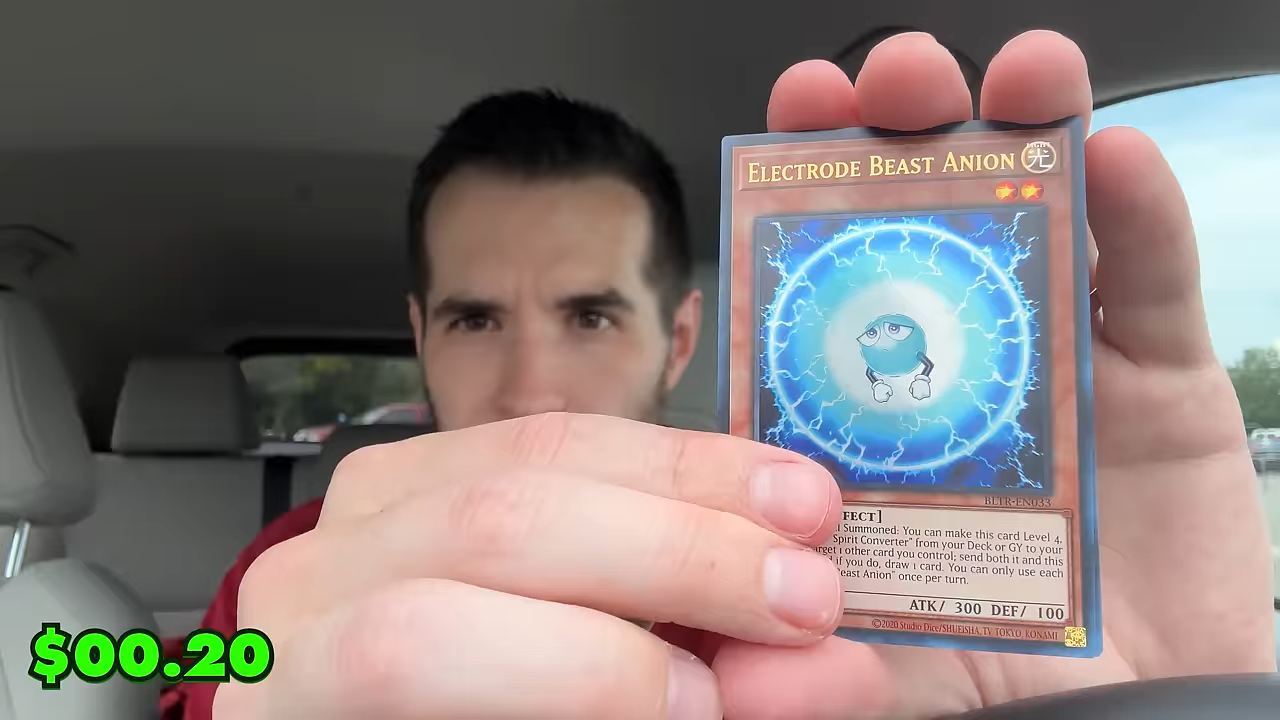 ELECTRODE BEAST ANION
LIGHT
光
BLTR-EN033
FECT]
Summoned: You can make this card Level 4.
Spirit Converter" from your Deck or GY to your
arget 1 other card you control; send both it and this
if you do, draw 1 card. You can only use each
Beast Anion" once per turn.
ATK/ 300 DEF/ 100
©2020 Studio Dice/SHUEISHA, TV TOKYO, KONAMI
$00.20